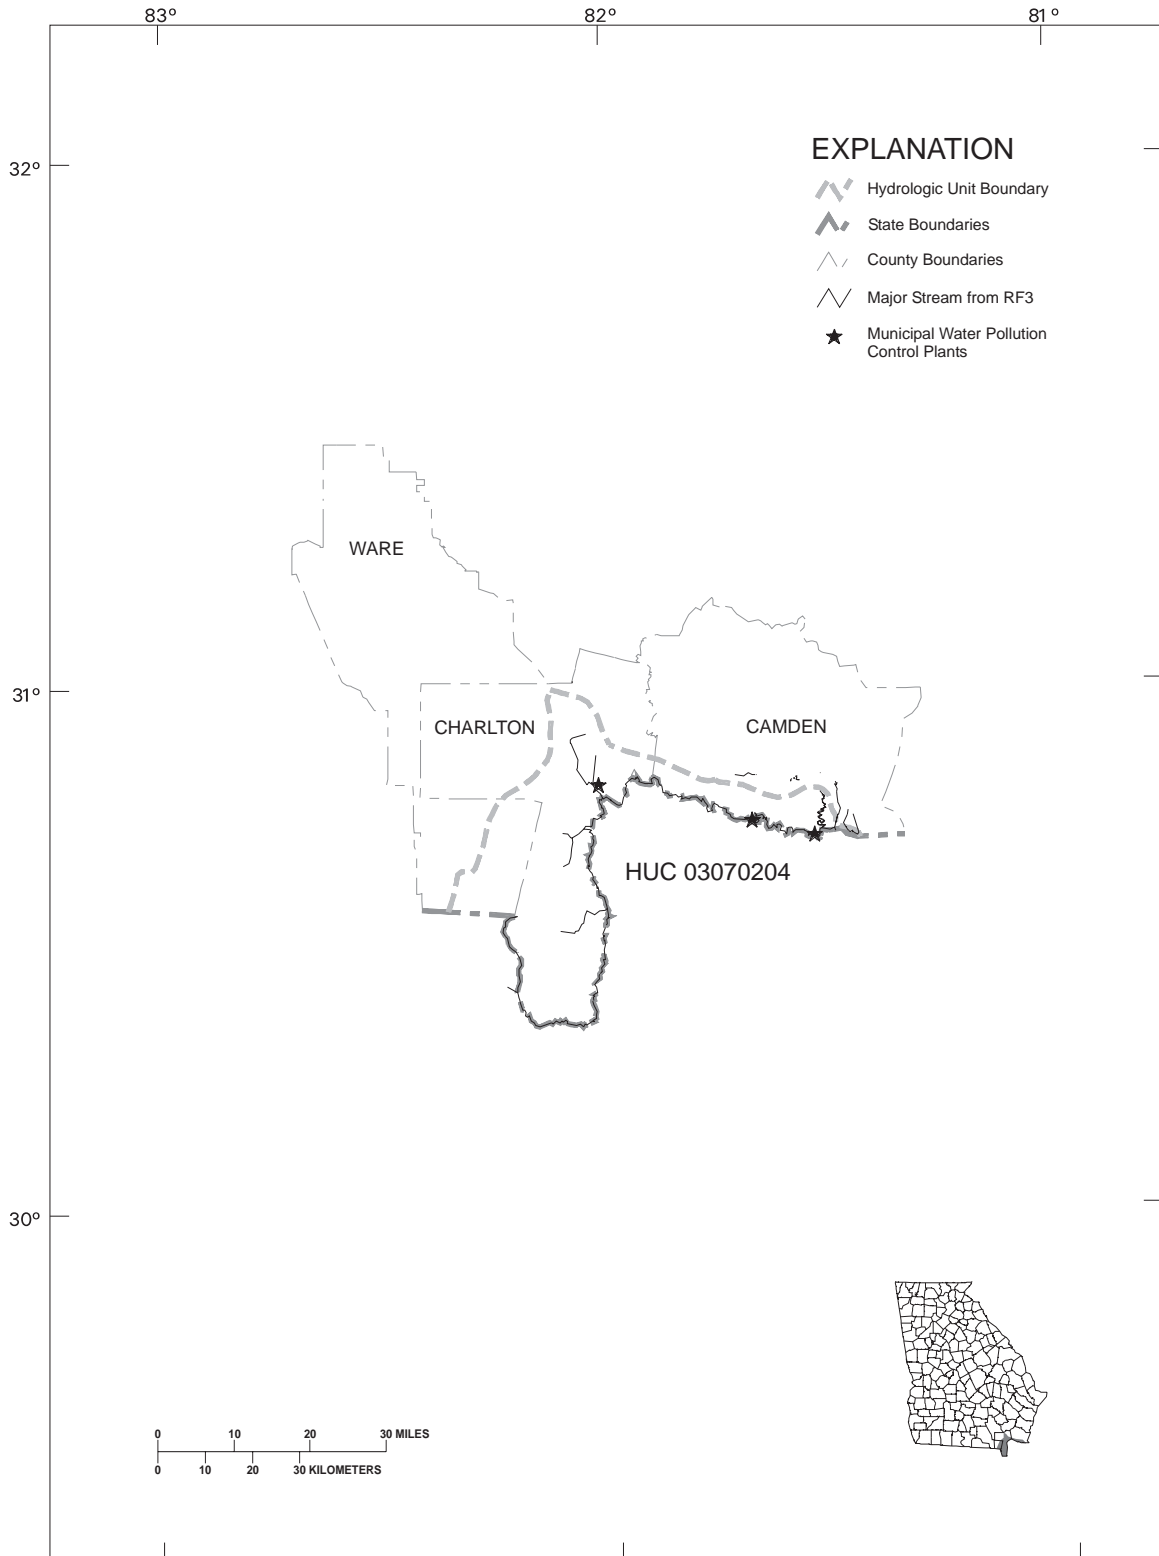 83° 82° 81°
EXPLANATION
32°
Hydrologic Unit Boundary
State Boundaries
County Boundaries
Major Stream from RF3
Municipal Water Pollution
Control Plants
WARE
31°
CHARLTON
CAMDEN
HUC 03070204
30°
0 10 20 30 MILES
0 10 20 30 KILOMETERS